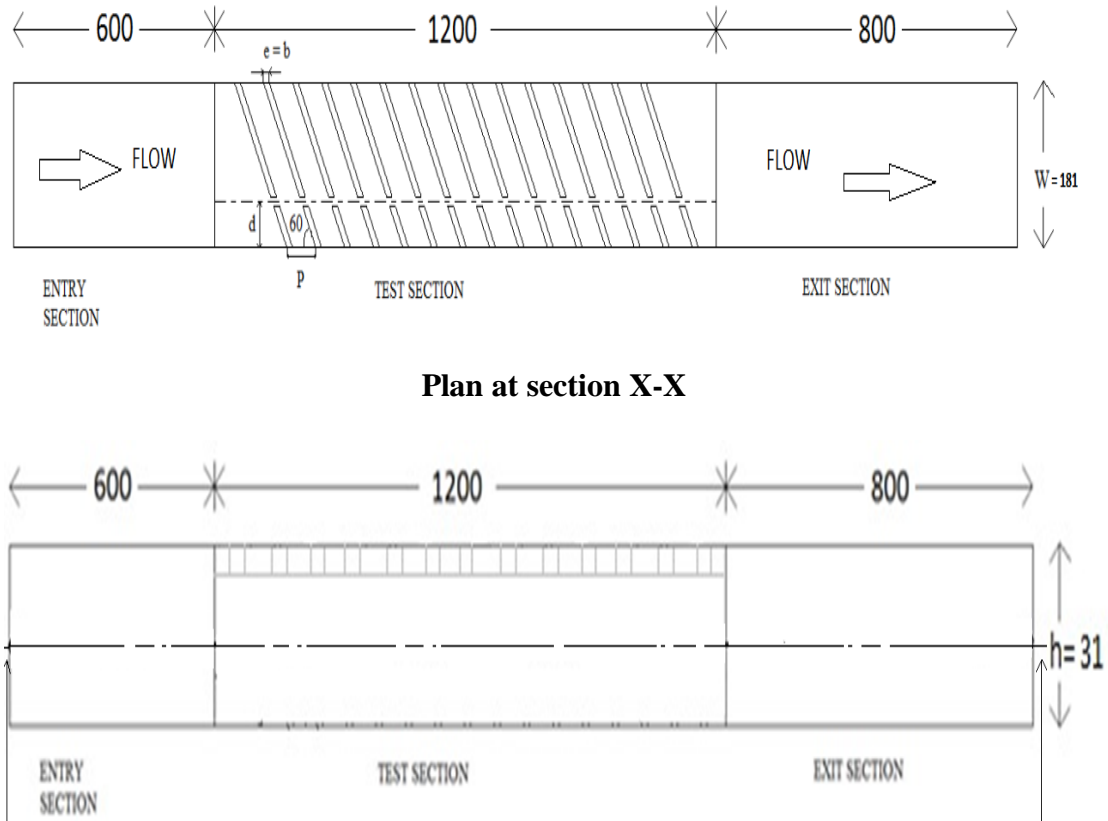 600
1200
800
e = b
FLOW
FLOW
W = 181
d
60
P
ENTRY
SECTION
TEST SECTION
EXIT SECTION
Plan at section X-X
600
1200
800
h= 31
ENTRY
SECTION
TEST SECTION
EXIT SECTION